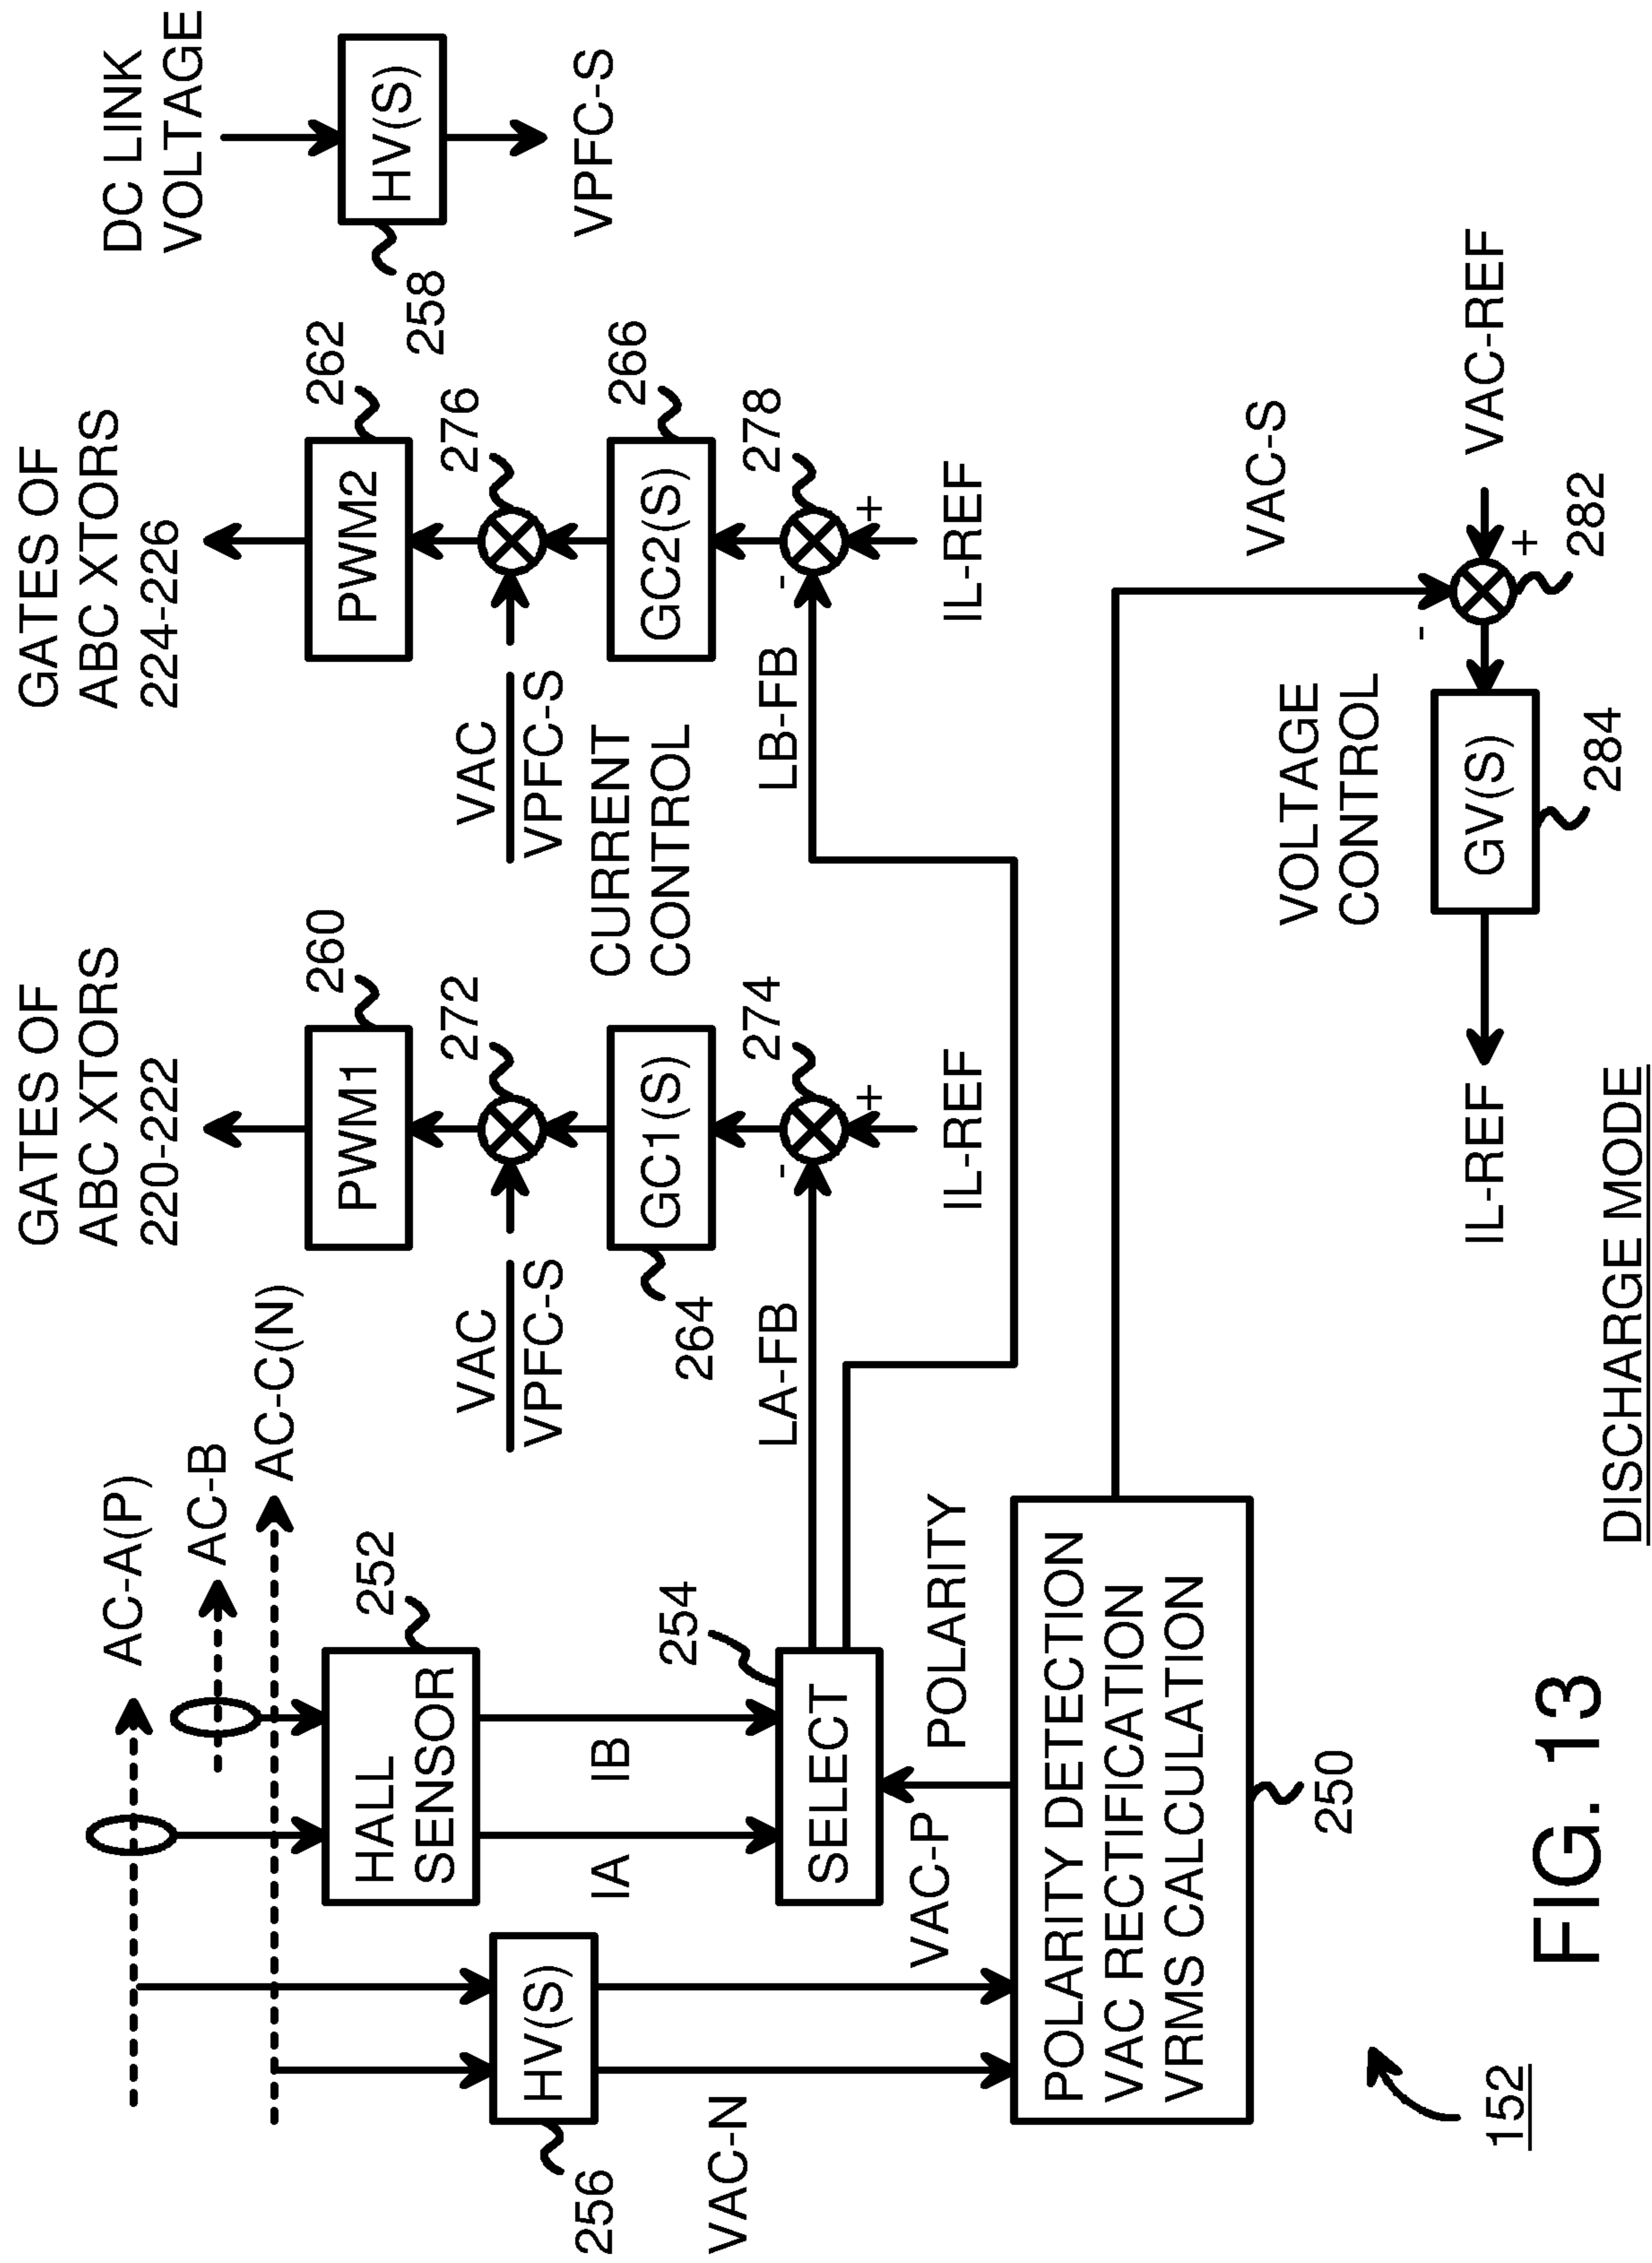 AC-A(P)
AC-B
AC-C(N)
HALL
SENSOR
252
HV(S)
256
IA
IB
VAC-N
VAC-P
SELECT
254
POLARITY
POLARITY DETECTION
VAC RECTIFICATION
VRMS CALCULATION
250
GATES OF
ABC XTORS
220-222
PWM1
260
272
VAC
VPFC-S
GC1(S)
264
274
LA-FB
-
+
IL-REF
CURRENT
CONTROL
GATES OF
ABC XTORS
224-226
PWM2
262
276
VAC
VPFC-S
GC2(S)
266
278
LB-FB
-
+
IL-REF
DC LINK
VOLTAGE
HV(S)
258
VPFC-S
VAC-S
VAC-REF
-
+
282
VOLTAGE
CONTROL
GV(S)
284
IL-REF
152
FIG. 13
DISCHARGE MODE